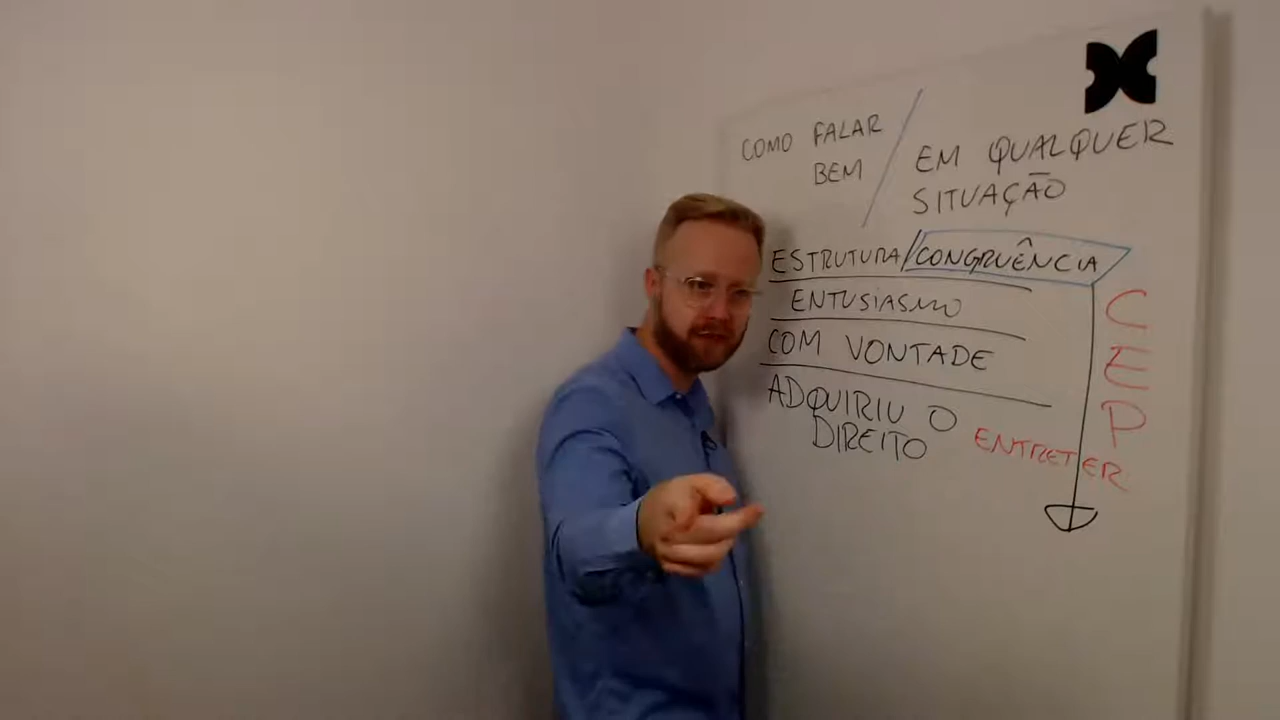 COMO FALAR
BEM
/
EM QUALQUER
SITUAÇÃO
ESTRUTURA/CONGRUÊNCIA
ENTUSIASMO
COM VONTADE
ADQUIRIU O
DIREITO
ENTRETER
C
E
P